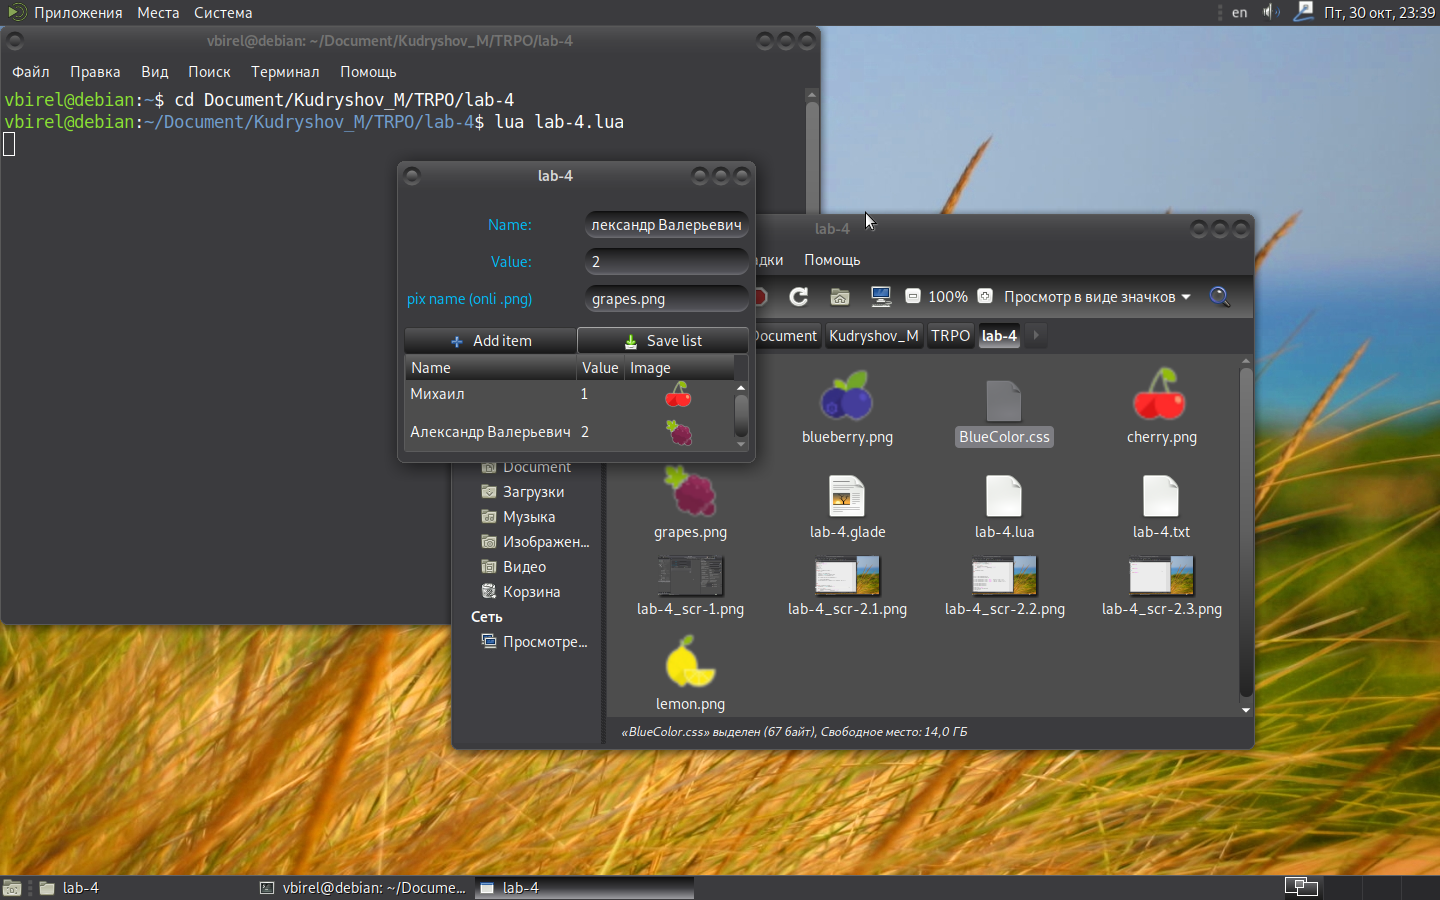 Приложения Места Система en Пт, 30 окт, 23:39
vbirel@debian: ~/Document/Kudryshov_M/TRPO/lab-4
Файл Правка Вид Поиск Терминал Помощь
vbirel@debian:~$ cd Document/Kudryshov_M/TRPO/lab-4
vbirel@debian:~/Document/Kudryshov_M/TRPO/lab-4$ lua lab-4.lua
lab-4
Name: лександр Валерьевич
Value: 2
pix name (onli .png) grapes.png
Add item Save list
Name Value Image
Михаил 1
Александр Валерьевич 2
lab-4
дки Помощь
100% Просмотр в виде значков
Document Kudryshov_M TRPO lab-4
Document
Загрузки
Музыка
Изображен...
Видео
Корзина
Сеть
Просмотре...
blueberry.png BlueColor.css cherry.png
grapes.png lab-4.glade lab-4.lua lab-4.txt
lab-4_scr-1.png lab-4_scr-2.1.png lab-4_scr-2.2.png lab-4_scr-2.3.png
lemon.png
«BlueColor.css» выделен (67 байт), Свободное место: 14,0 ГБ
lab-4 vbirel@debian: ~/Docume... lab-4